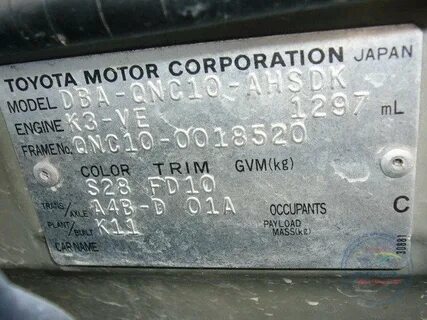 TOYOTA MOTOR CORPORATION JAPAN
MODEL DBA-QNC10-AHSDK
ENGINE K3-VE 1297 mL
FRAME No. QNC10-0018520
COLOR TRIM GVM(kg)
S28 FD10
TRANS./AXLE A4B-D 01A OCCUPANTS C
PLANT/BUILT K11 PAYLOAD MASS(kg)
CAR NAME
30881